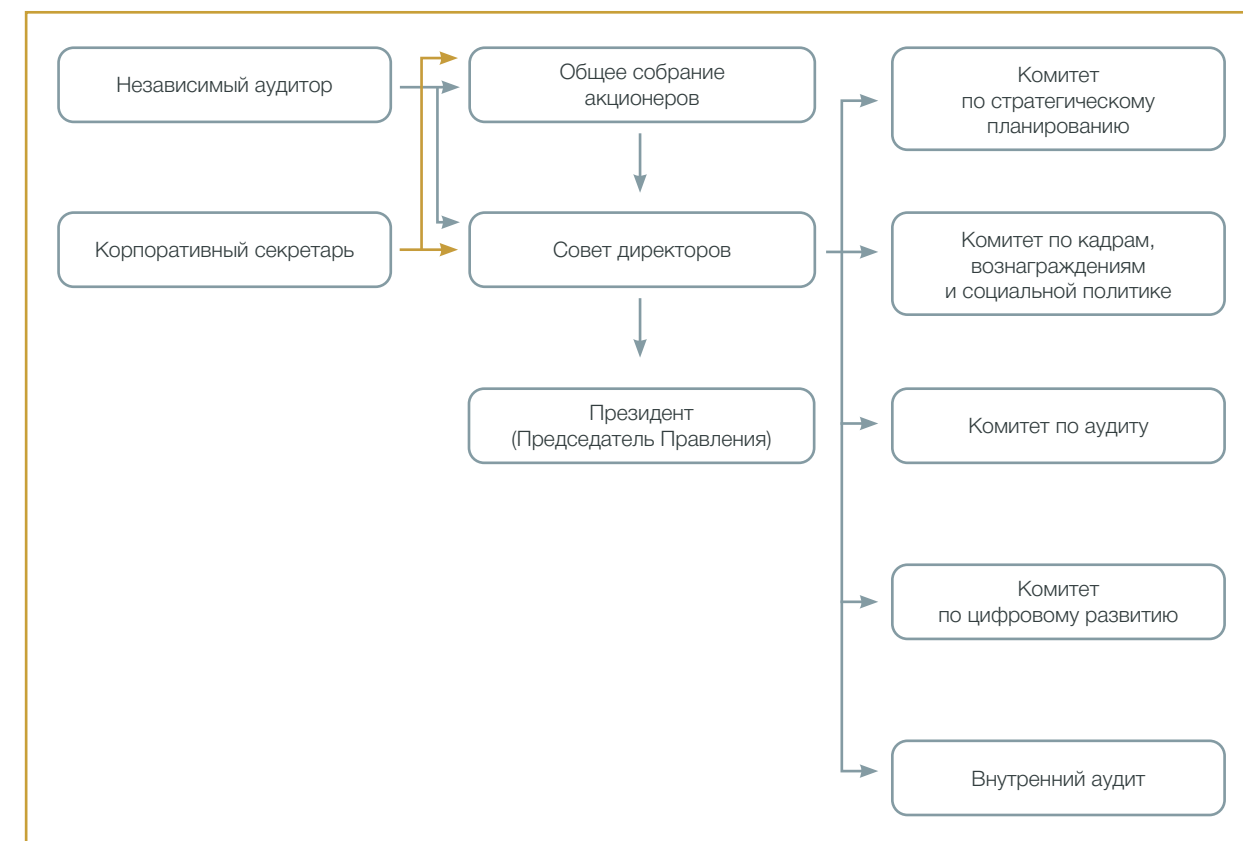 Независимый аудитор
Общее собрание
акционеров
Комитет
по стратегическому
планированию
Корпоративный секретарь
Совет директоров
Комитет по кадрам,
вознаграждениям
и социальной политике
Президент
(Председатель Правления)
Комитет по аудиту
Комитет
по цифровому развитию
Внутренний аудит